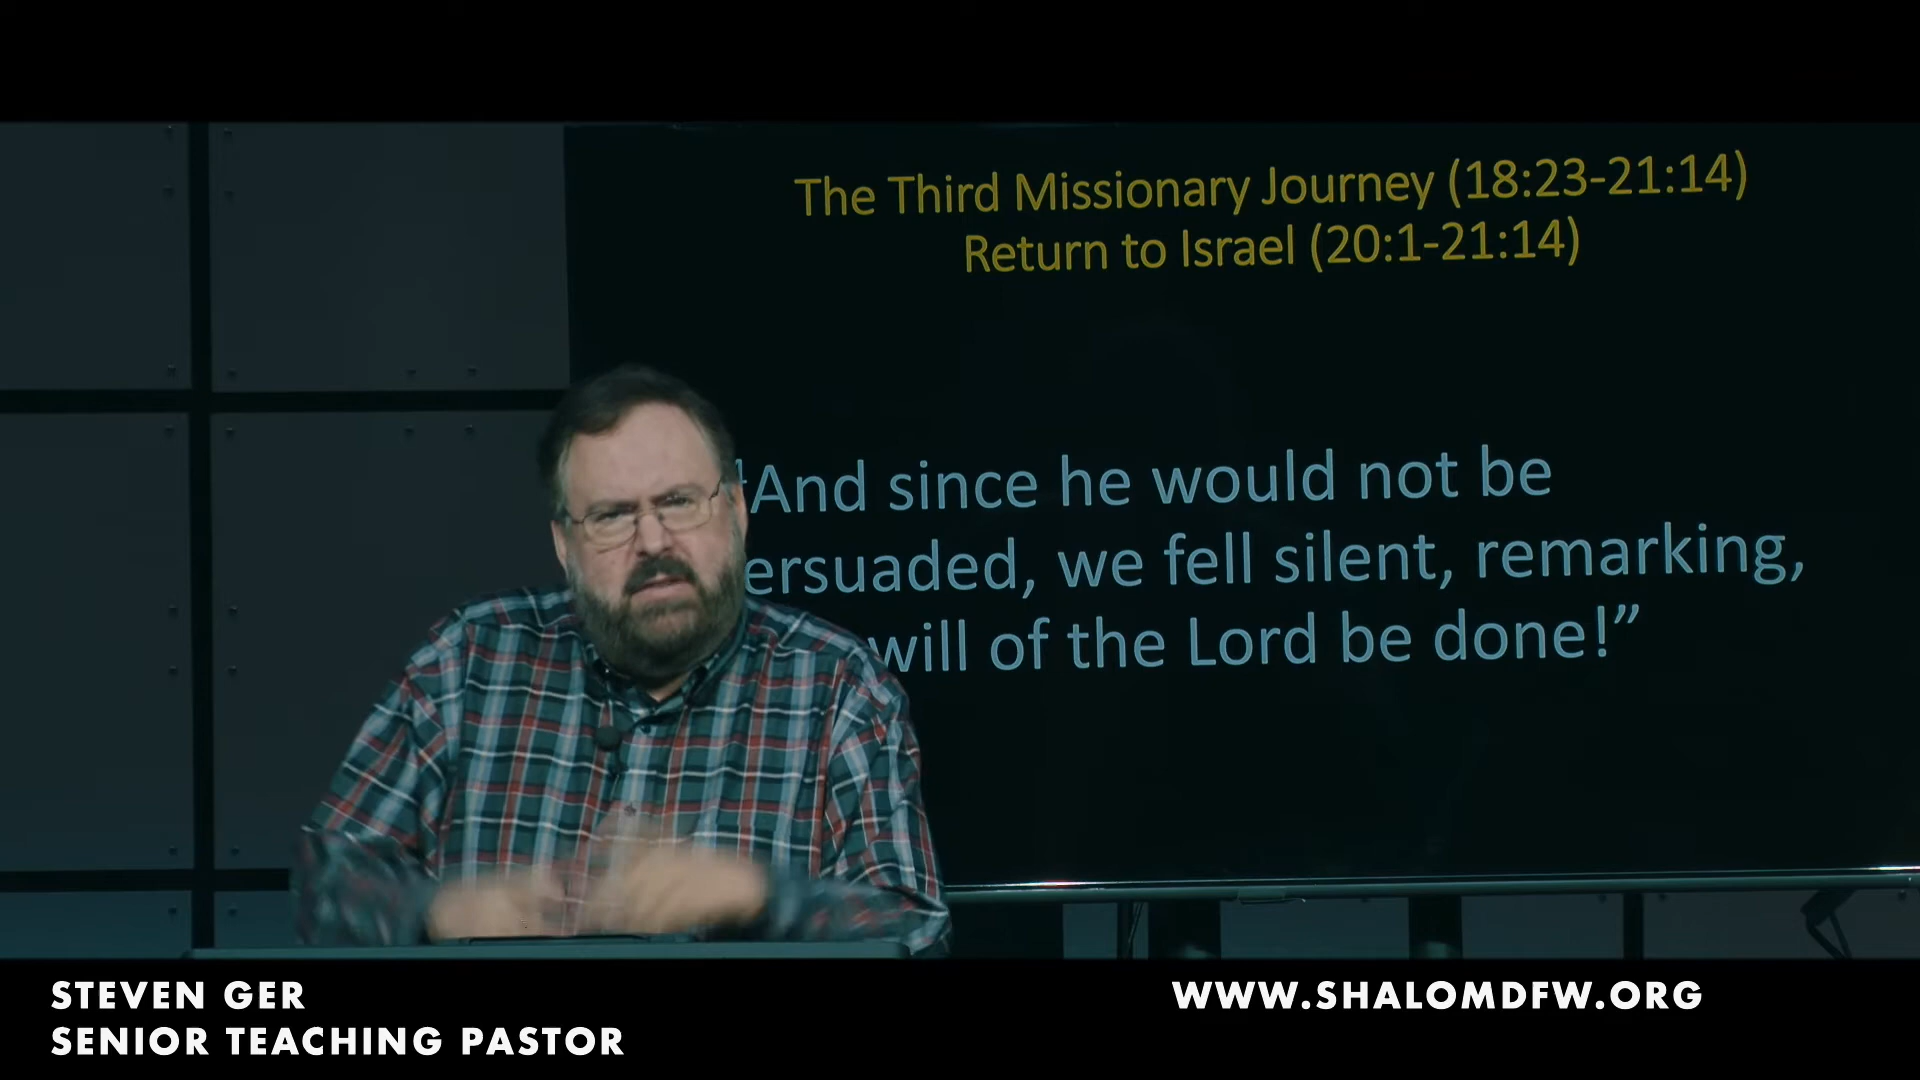 The Third Missionary Journey (18:23-21:14)
Return to Israel (20:1-21:14)
“And since he would not be
ersuaded, we fell silent, remarking,
will of the Lord be done!”
STEVEN GER
SENIOR TEACHING PASTOR
WWW.SHALOMDFW.ORG